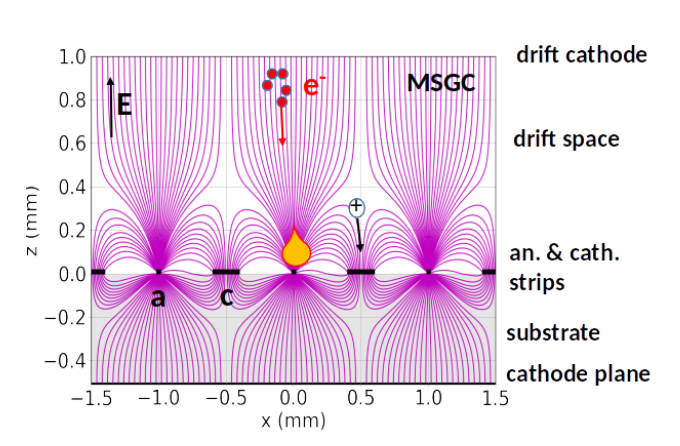 drift cathode
MSGC
e-
E
drift space
+
an. & cath.
strips
a
c
substrate
cathode plane
1.0
0.8
0.6
0.4
0.2
0.0
−0.2
−0.4
z (mm)
−1.5 −1.0 −0.5 0.0 0.5 1.0 1.5
x (mm)